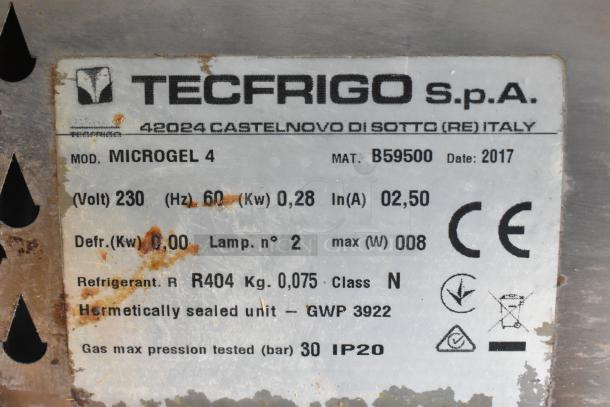 TECFRIGO S.p.A.
TECFRIGO
42024 CASTELNOVO DI SOTTO (RE) ITALY
MOD. MICROGEL 4 MAT. B59500 Date: 2017
(Volt) 230 (Hz) 60 (Kw) 0,28 In(A) 02,50
Defr.(Kw) 0,00 Lamp. n° 2 max (W) 008
CE
Refrigerant. R R404 Kg. 0,075 Class N
Hermetically sealed unit – GWP 3922
Gas max pression tested (bar) 30 IP20